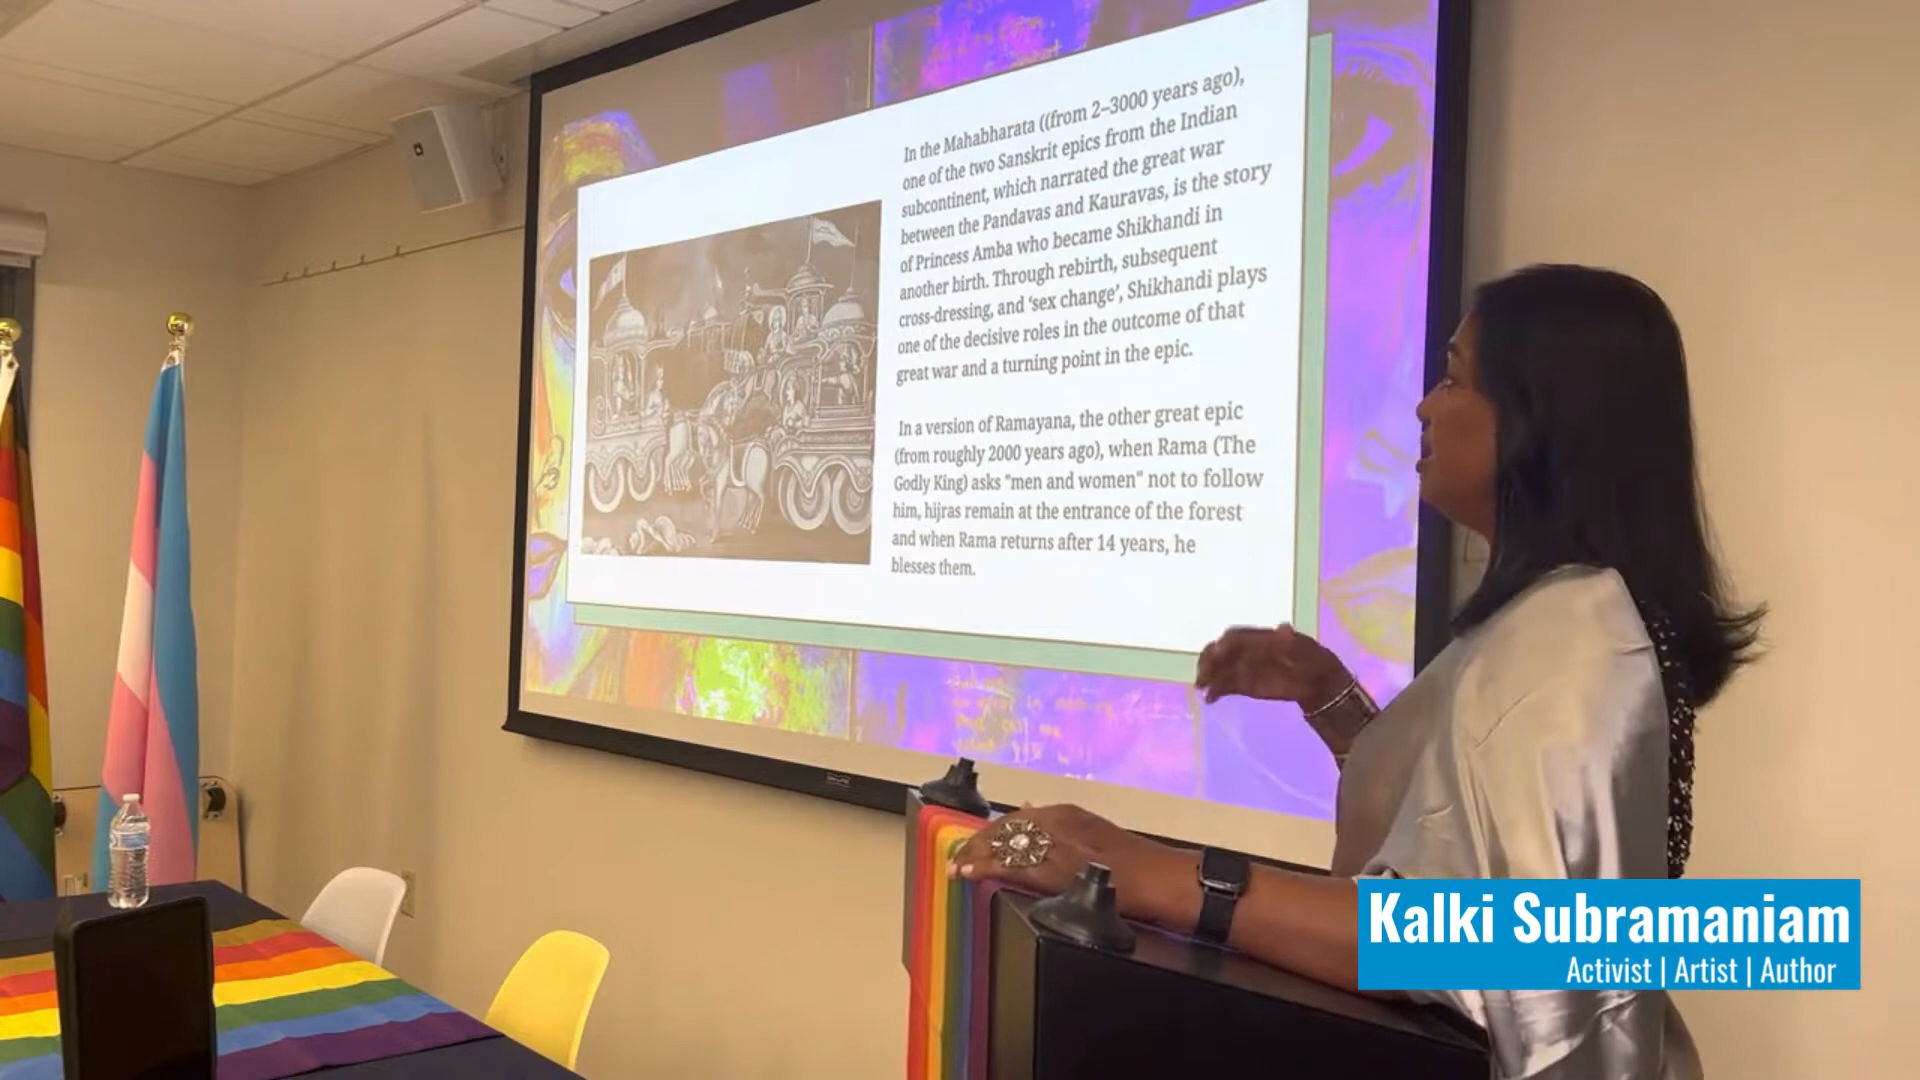 In the Mahabharata ((from 2–3000 years ago),
one of the two Sanskrit epics from the Indian
subcontinent, which narrated the great war
between the Pandavas and Kauravas, is the story
of Princess Amba who became Shikhandi in
another birth. Through rebirth, subsequent
cross-dressing, and ‘sex change’, Shikhandi plays
one of the decisive roles in the outcome of that
great war and a turning point in the epic.
In a version of Ramayana, the other great epic
(from roughly 2000 years ago), when Rama (The
Godly King) asks "men and women" not to follow
him, hijras remain at the entrance of the forest
and when Rama returns after 14 years, he
blesses them.
Kalki Subramaniam
Activist | Artist | Author